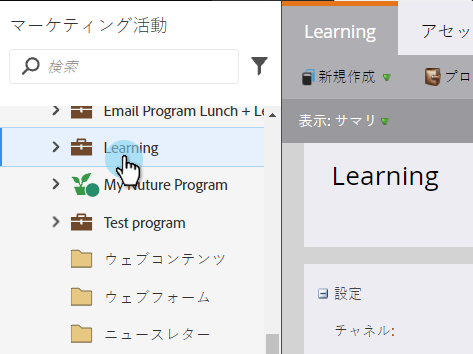 マーケティング活動
検索
Email Program Lunch + Le
Learning
My Nuture Program
Test program
ウェブコンテンツ
ウェブフォーム
ニュースレター
Learning
アセッ
新規作成
プロ
表示: サマリ
Learning
設定
チャネル: